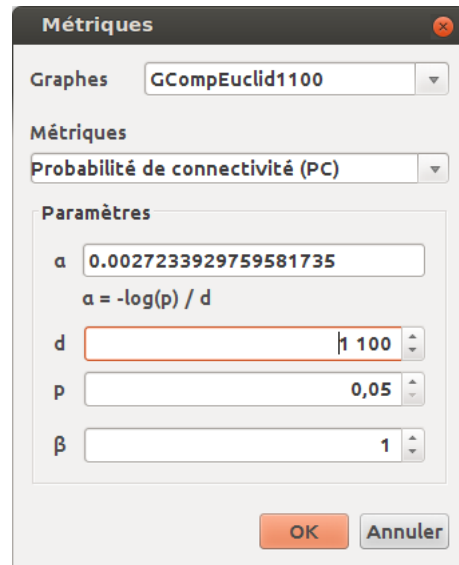 Métriques
Graphes GCompEuclid1100
Métriques
Probabilité de connectivité (PC)
Paramètres
α 0.0027233929759581735
α = -log(p) / d
d 1 100
p 0,05
β 1
OK Annuler